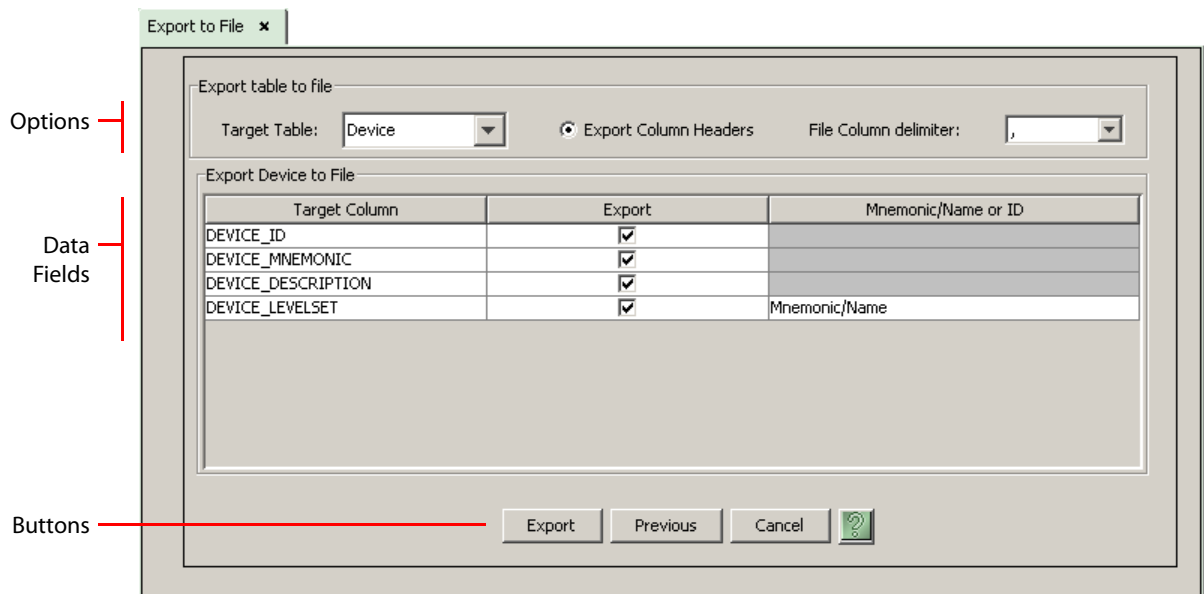 Export to File ×
Export table to file
Options
Target Table: Device Export Column Headers File Column delimiter: ,
Export Device to File
Data
Fields
Target Column Export Mnemonic/Name or ID
DEVICE_ID
DEVICE_MNEMONIC
DEVICE_DESCRIPTION
DEVICE_LEVELSET Mnemonic/Name
Buttons
Export Previous Cancel ?